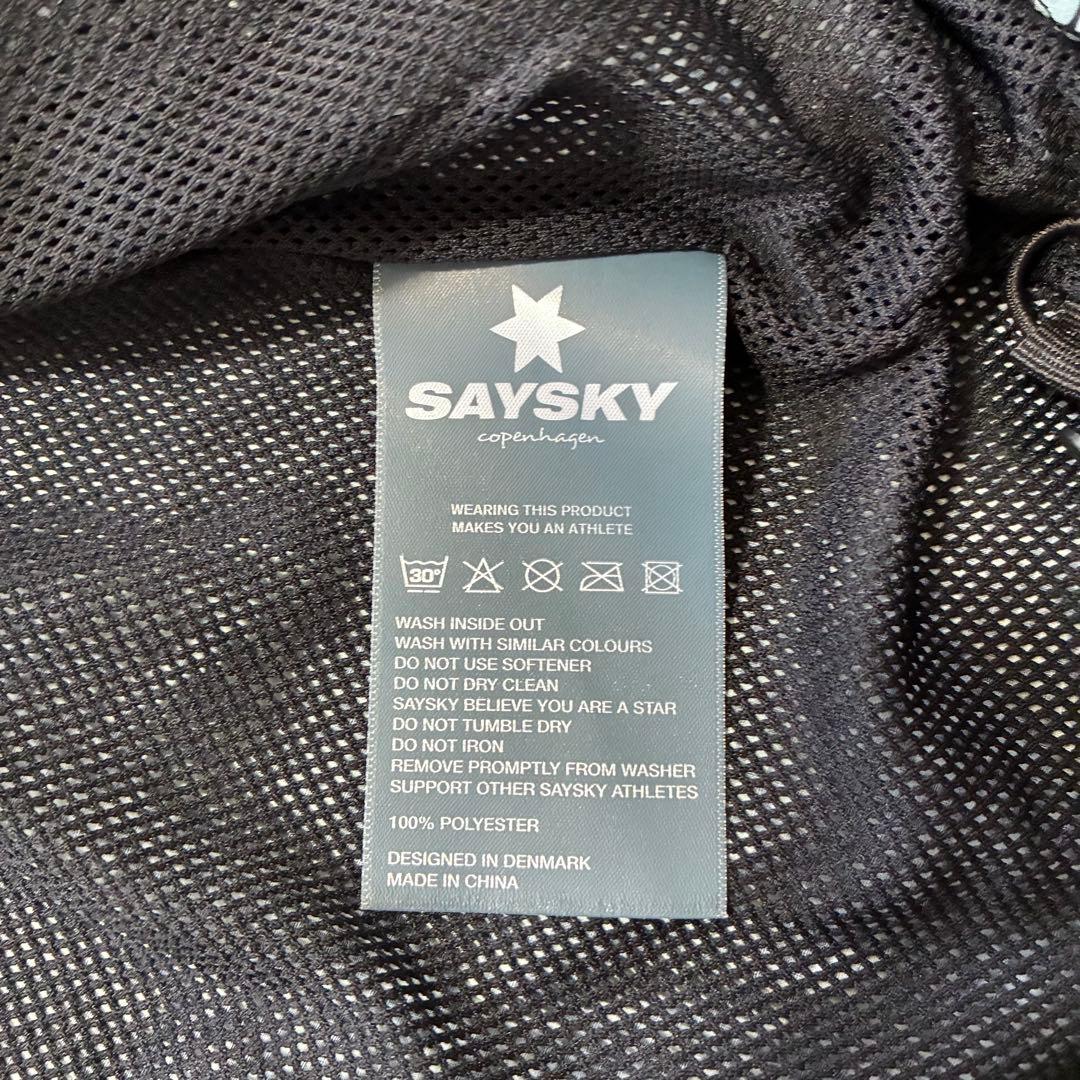 SAYSKY
copenhagen
WEARING THIS PRODUCT
MAKES YOU AN ATHLETE
30°
WASH INSIDE OUT
WASH WITH SIMILAR COLOURS
DO NOT USE SOFTENER
DO NOT DRY CLEAN
SAYSKY BELIEVE YOU ARE A STAR
DO NOT TUMBLE DRY
DO NOT IRON
REMOVE PROMPTLY FROM WASHER
SUPPORT OTHER SAYSKY ATHLETES
100% POLYESTER
DESIGNED IN DENMARK
MADE IN CHINA